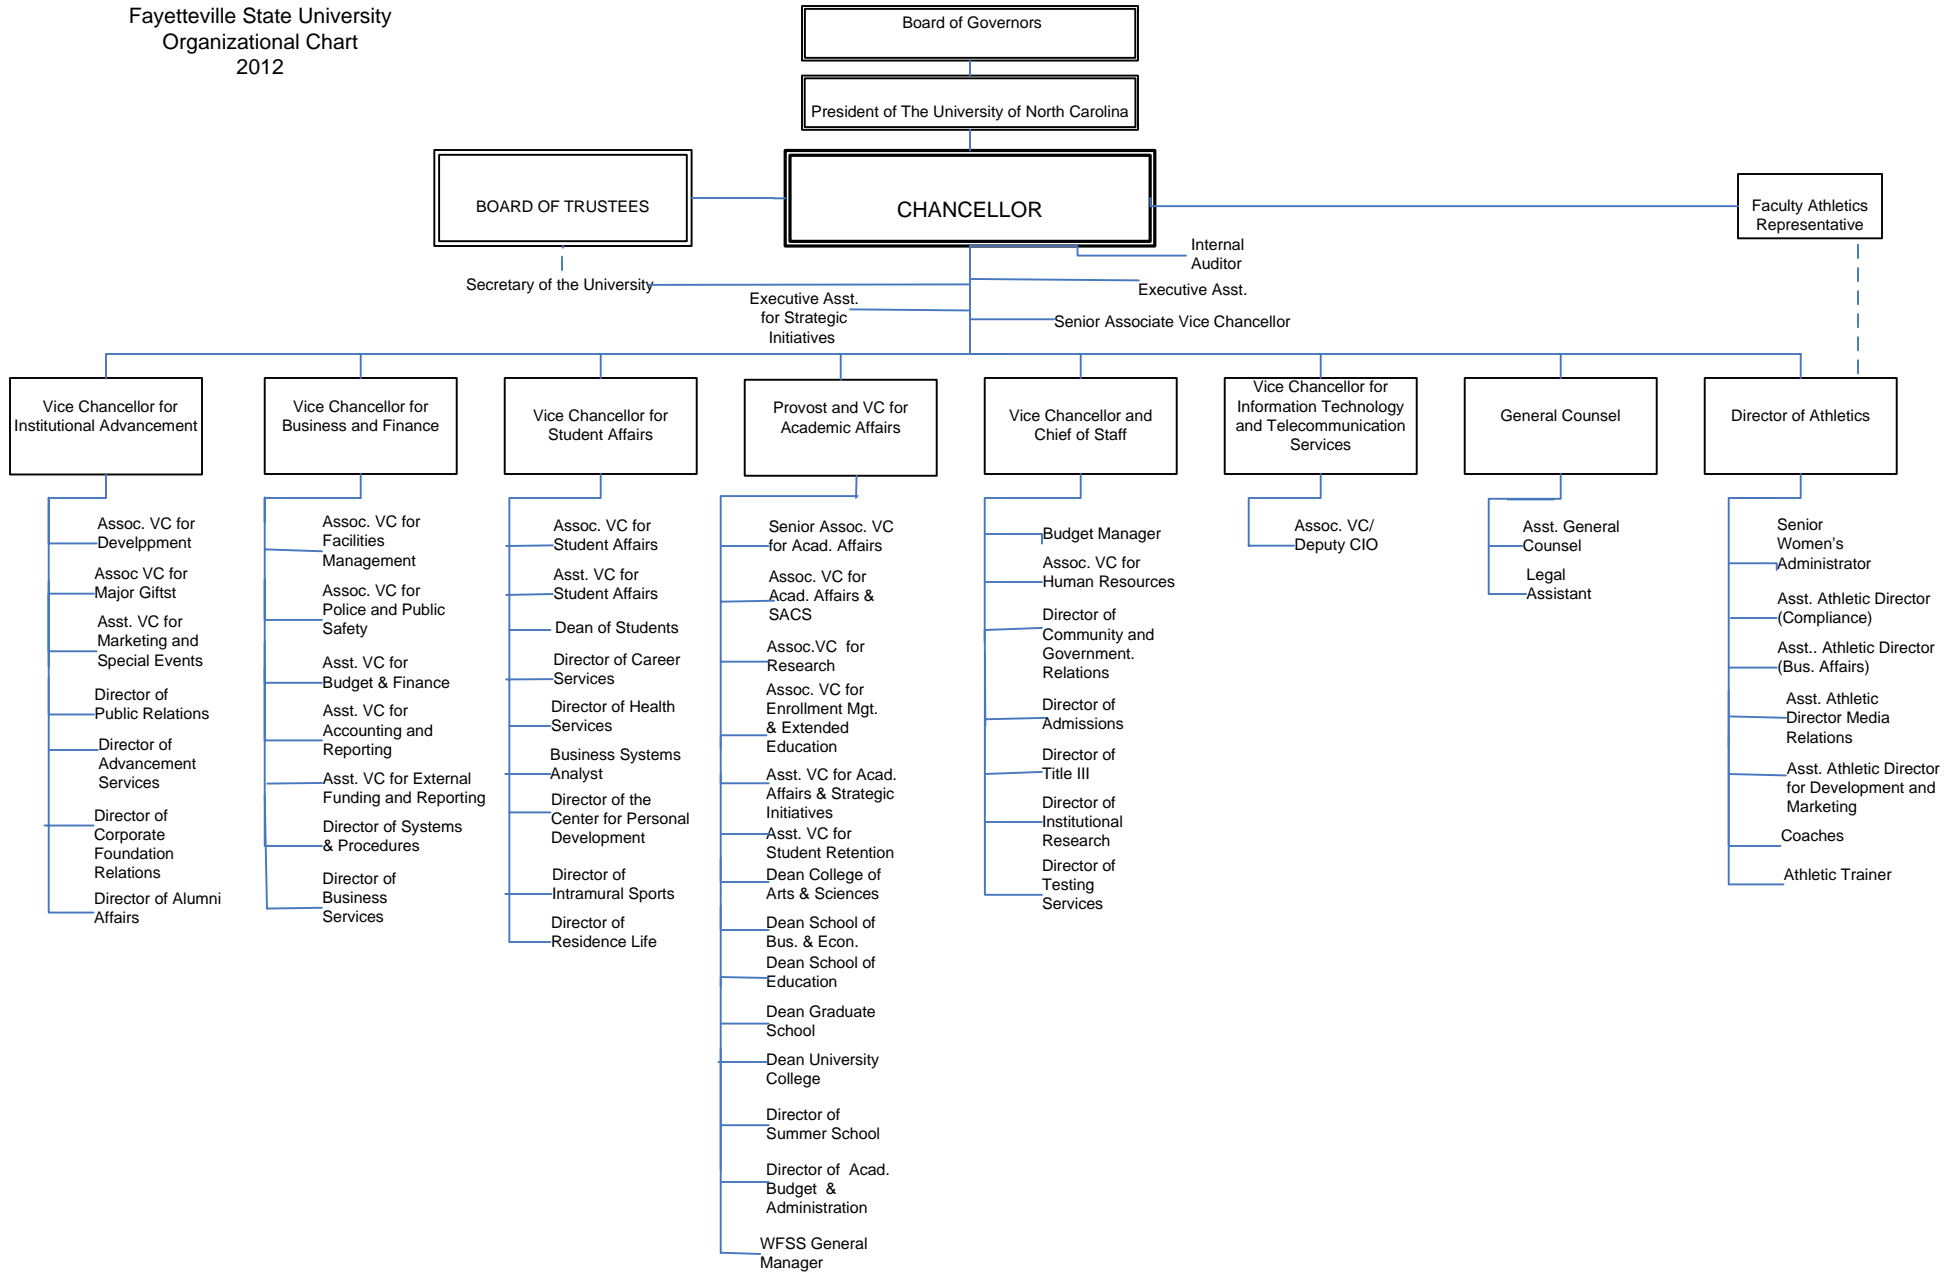 Fayetteville State University
Organizational Chart
2012
Board of Governors
President of The University of North Carolina
BOARD OF TRUSTEES
CHANCELLOR
Faculty Athletics
Representative
Internal
Auditor
Secretary of the University
Executive Asst.
Executive Asst.
for Strategic
Initiatives
Senior Associate Vice Chancellor
Vice Chancellor for
Institutional Advancement
Assoc. VC for
Develppment
Assoc VC for
Major Giftst
Asst. VC for
Marketing and
Special Events
Director of
Public Relations
Director of
Advancement
Services
Director of
Corporate
Foundation
Relations
Director of Alumni
Affairs
Vice Chancellor for
Business and Finance
Assoc. VC for
Facilities
Management
Assoc. VC for
Police and Public
Safety
Asst. VC for
Budget & Finance
Asst. VC for
Accounting and
Reporting
Asst. VC for External
Funding and Reporting
Director of Systems
& Procedures
Director of
Business
Services
Vice Chancellor for
Student Affairs
Assoc. VC for
Student Affairs
Asst. VC for
Student Affairs
Dean of Students
Director of Career
Services
Director of Health
Services
Business Systems
Analyst
Director of the
Center for Personal
Development
Director of
Intramural Sports
Director of
Residence Life
Provost and VC for
Academic Affairs
Senior Assoc. VC
for Acad. Affairs
Assoc. VC for
Acad. Affairs &
SACS
Assoc.VC  for
Research
Assoc. VC for
Enrollment Mgt.
& Extended
Education
Asst. VC for Acad.
Affairs & Strategic
Initiatives
Asst. VC for
Student Retention
Dean College of
Arts & Sciences
Dean School of
Bus. & Econ.
Dean School of
Education
Dean Graduate
School
Dean University
College
Director of
Summer School
Director of  Acad.
Budget  &
Administration
WFSS General
Manager
Vice Chancellor and
Chief of Staff
Budget Manager
Assoc. VC for
Human Resources
Director of
Community and
Government.
Relations
Director of
Admissions
Director of
Title III
Director of
Institutional
Research
Director of
Testing
Services
Vice Chancellor for
Information Technology
and Telecommunication
Services
Assoc. VC/
Deputy CIO
General Counsel
Asst. General
Counsel
Legal
Assistant
Director of Athletics
Senior
Women's
Administrator
Asst. Athletic Director
(Compliance)
Asst.. Athletic Director
(Bus. Affairs)
Asst. Athletic
Director Media
Relations
Asst. Athletic Director
for Development and
Marketing
Coaches
Athletic Trainer